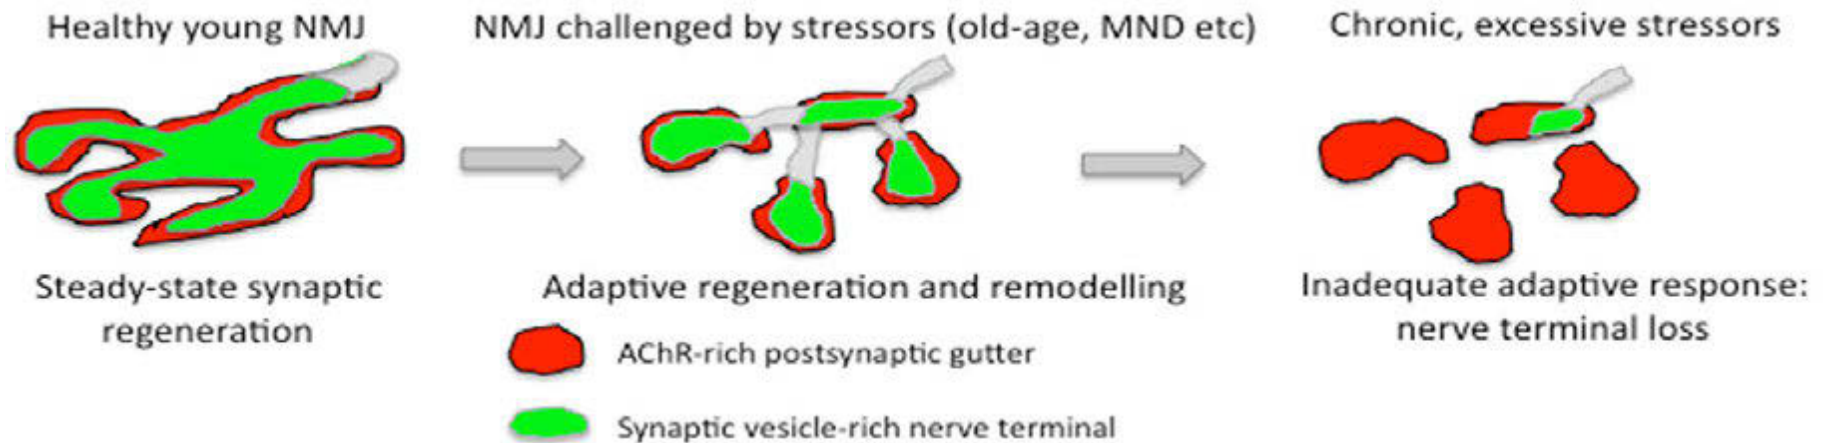 Healthy young NMJ
NMJ challenged by stressors (old-age, MND etc)
Chronic, excessive stressors
Steady-state synaptic
regeneration
Adaptive regeneration and remodelling
Inadequate adaptive response:
nerve terminal loss
AChR-rich postsynaptic gutter
Synaptic vesicle-rich nerve terminal